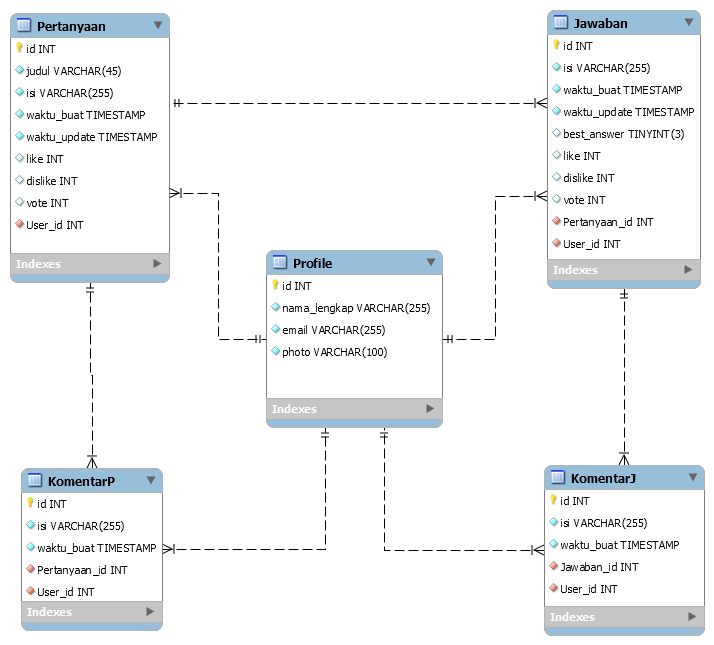 Pertanyaan
id INT
judul VARCHAR(45)
isi VARCHAR(255)
waktu_buat TIMESTAMP
waktu_update TIMESTAMP
like INT
dislike INT
vote INT
User_id INT
Indexes
Jawaban
id INT
isi VARCHAR(255)
waktu_buat TIMESTAMP
waktu_update TIMESTAMP
best_answer TINYINT(3)
like INT
dislike INT
vote INT
Pertanyaan_id INT
User_id INT
Indexes
Profile
id INT
nama_lengkap VARCHAR(255)
email VARCHAR(255)
photo VARCHAR(100)
Indexes
KomentarP
id INT
isi VARCHAR(255)
waktu_buat TIMESTAMP
Pertanyaan_id INT
User_id INT
Indexes
KomentarJ
id INT
isi VARCHAR(255)
waktu_buat TIMESTAMP
Jawaban_id INT
User_id INT
Indexes